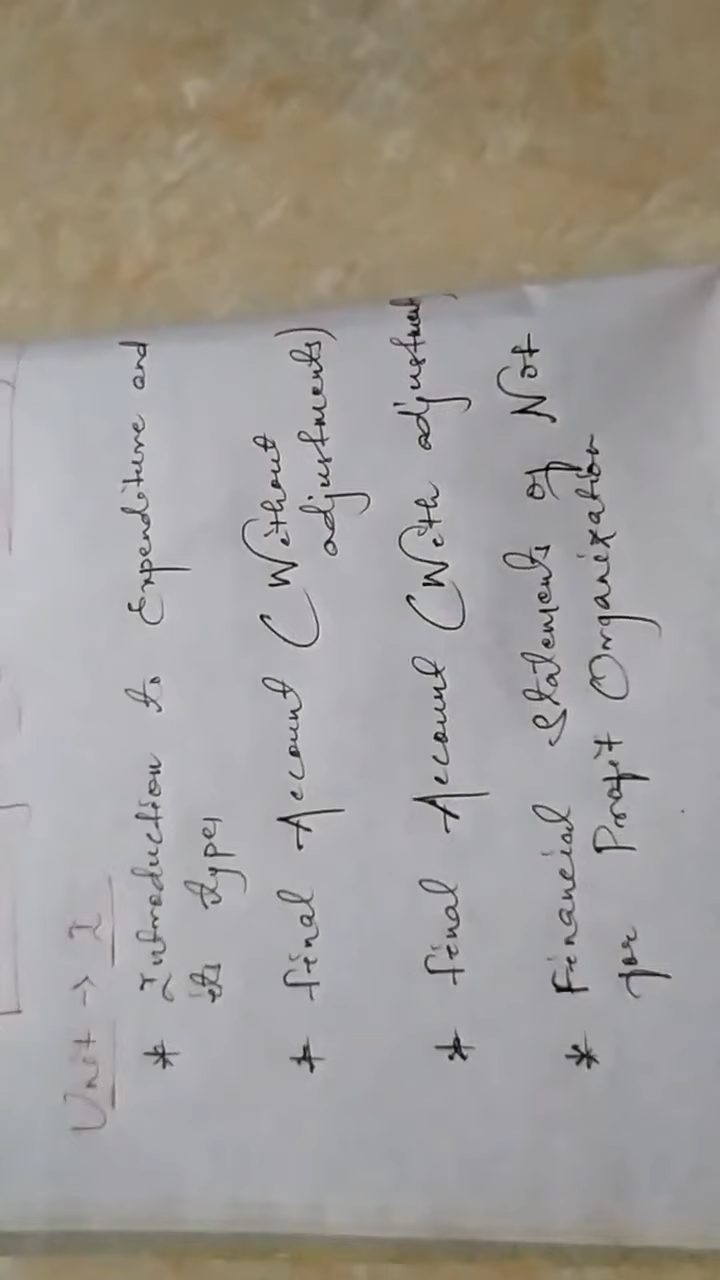 Unit → I
* Introduction to Expenditure and
its types
* final Account (Without
adjustments)
* final Account (With adjustment
* Financial Statements of Not
for Profit Organization